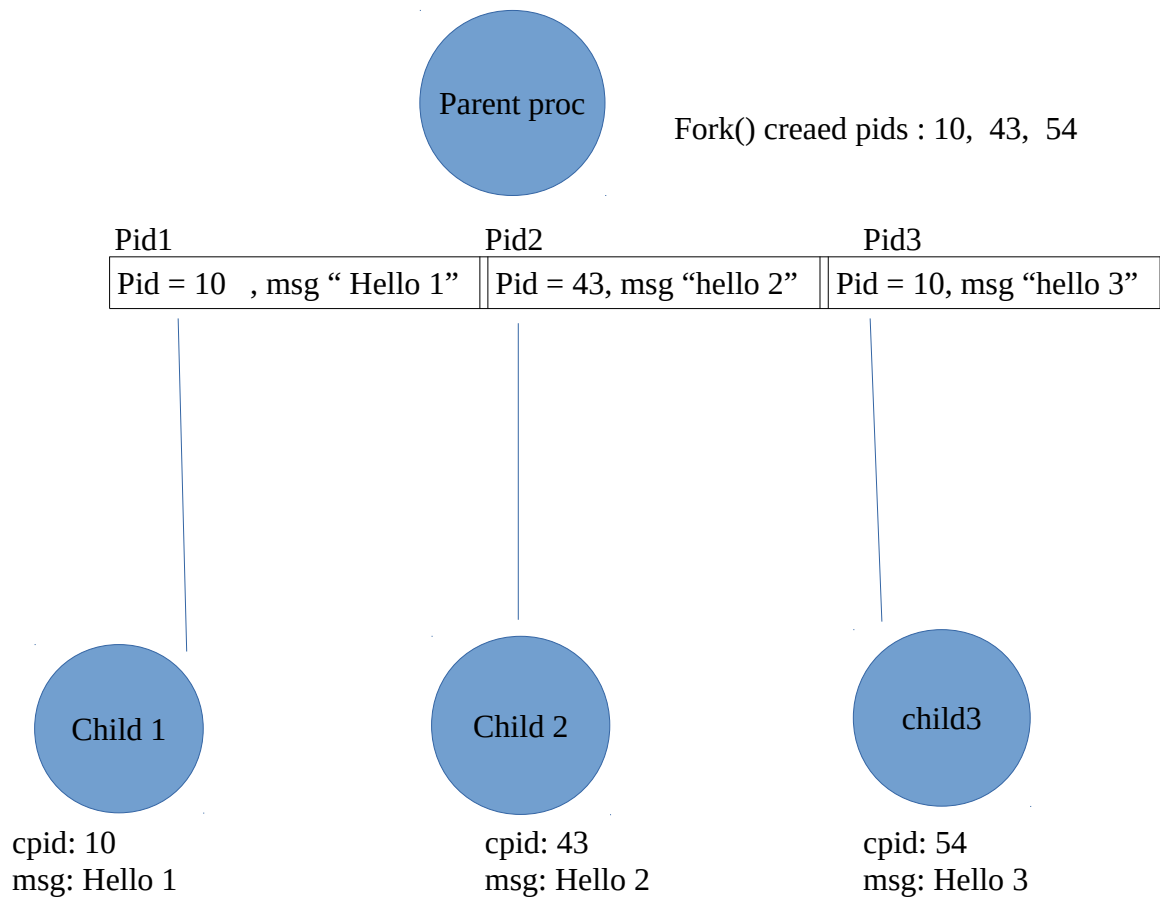 Parent proc
Fork() creaed pids : 10, 43, 54
Pid1
Pid2
Pid3
Pid = 10 , msg “ Hello 1”
Pid = 43, msg “hello 2”
Pid = 10, msg “hello 3”
Child 1
Child 2
child3
cpid: 10
msg: Hello 1
cpid: 43
msg: Hello 2
cpid: 54
msg: Hello 3